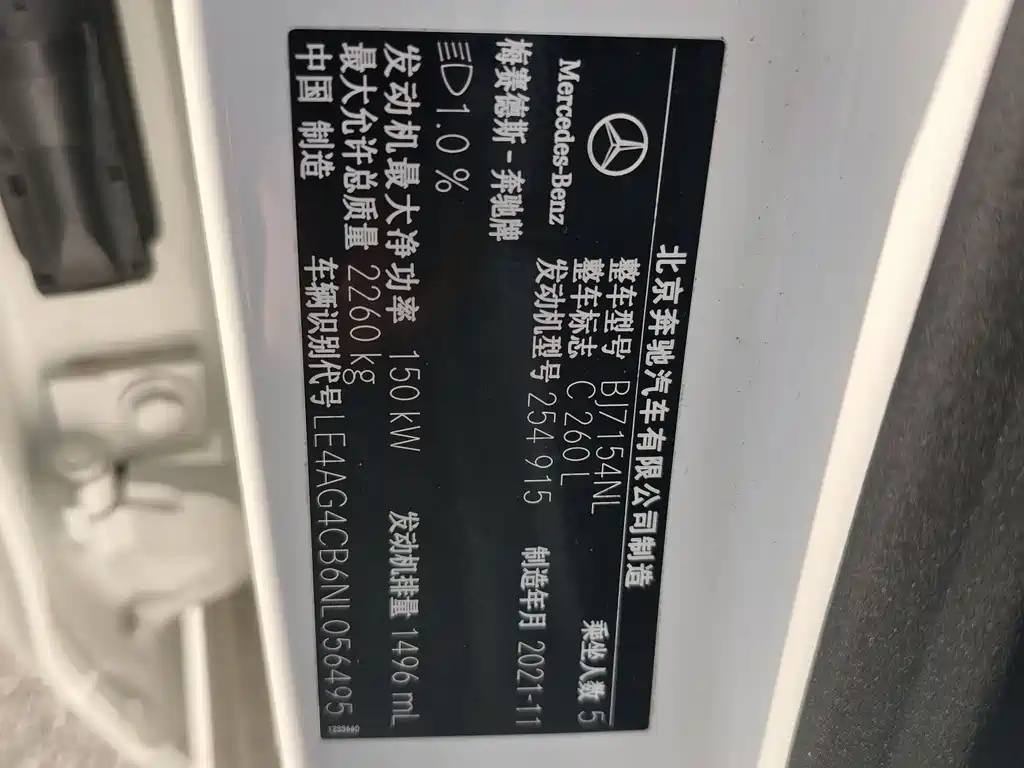 北京奔驰汽车有限公司制造
Mercedes-Benz
整车型号 BJ7154NL 乘坐人数 5
整车标志 C 260 L
梅赛德斯-奔驰牌 发动机型号 254 915 制造年月 2021-11
1.0 %
发动机最大净功率 150 kW 发动机排量 1496 mL
最大允许总质量 2260 kg
中国 制造 车辆识别代号 LE4AG4CB6NL056495